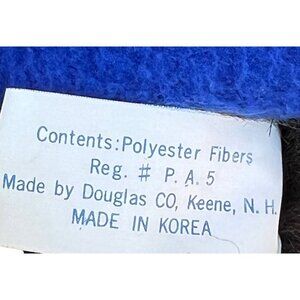 Contents:Polyester Fibers
Reg. # P.A.5
Made by Douglas CO, Keene, N. H.
MADE IN KOREA